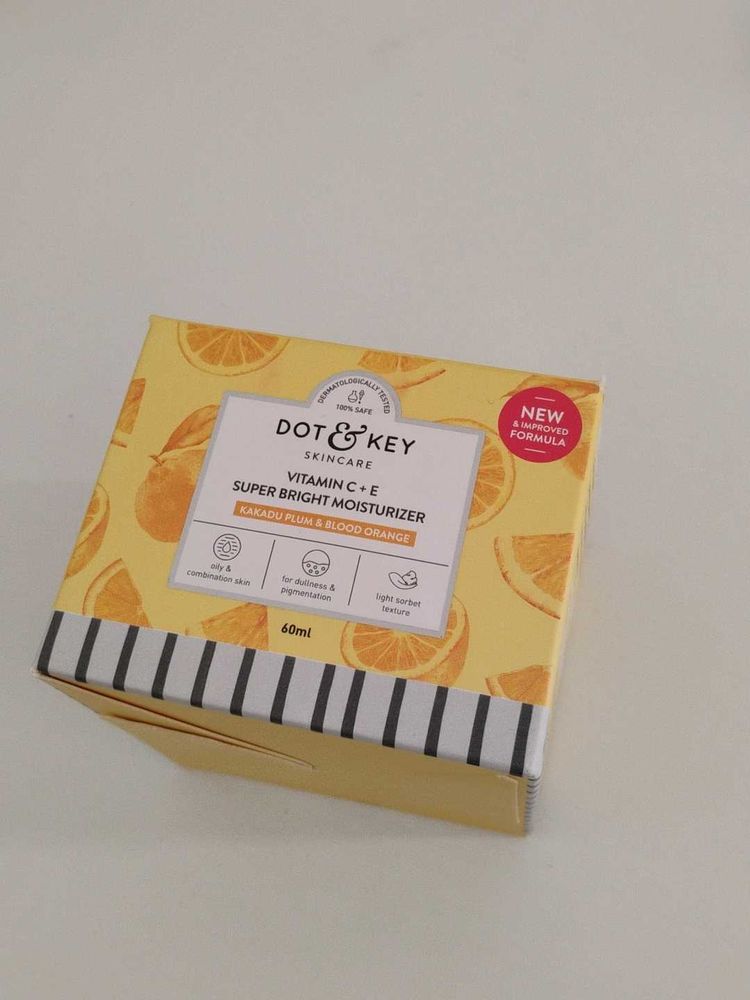 DERMATOLOGICALLY TESTED
100% SAFE
DOT & KEY
SKINCARE
VITAMIN C + E
SUPER BRIGHT MOISTURIZER
KAKADU PLUM & BLOOD ORANGE
oily &
combination skin
for dullness &
pigmentation
light sorbet
texture
60ml
NEW
& IMPROVED
FORMULA